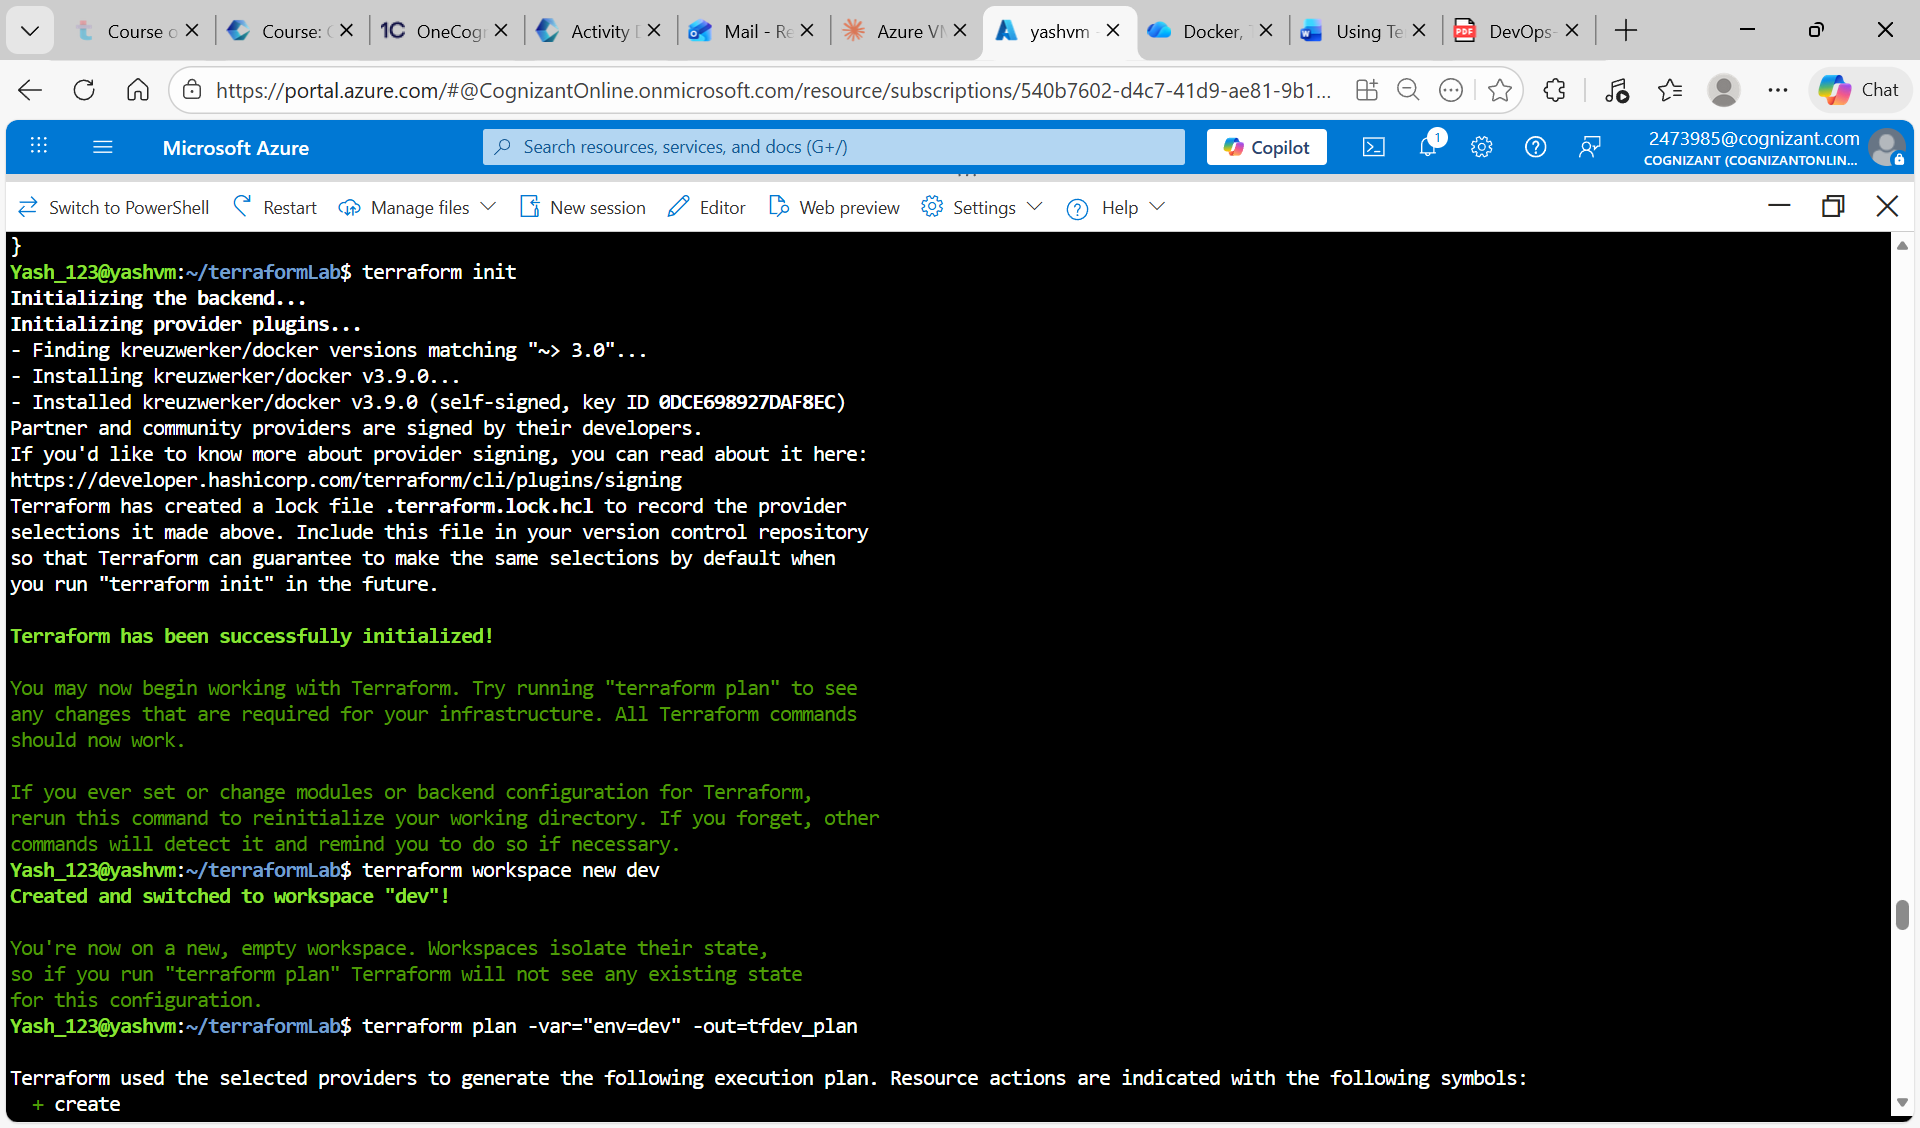 Course o
Course: (
1C OneCog
Activity
Mail - Re
Azure VM
yashvm
Docker,
Using Te
PDF DevOps
https://portal.azure.com/#@CognizantOnline.onmicrosoft.com/resource/subscriptions/540b7602-d4c7-41d9-ae81-9b1...
Chat
Microsoft Azure
Search resources, services, and docs (G+/)
Copilot
1
2473985@cognizant.com
COGNIZANT (COGNIZANTONLIN...
Switch to PowerShell
Restart
Manage files
New session
Editor
Web preview
Settings
Help
}
Yash_123@yashvm:~/terraformLab$ terraform init
Initializing the backend...
Initializing provider plugins...
- Finding kreuzwerker/docker versions matching "~> 3.0"...
- Installing kreuzwerker/docker v3.9.0...
- Installed kreuzwerker/docker v3.9.0 (self-signed, key ID 0DCE698927DAF8EC)
Partner and community providers are signed by their developers.
If you'd like to know more about provider signing, you can read about it here:
https://developer.hashicorp.com/terraform/cli/plugins/signing
Terraform has created a lock file .terraform.lock.hcl to record the provider
selections it made above. Include this file in your version control repository
so that Terraform can guarantee to make the same selections by default when
you run "terraform init" in the future.
Terraform has been successfully initialized!
You may now begin working with Terraform. Try running "terraform plan" to see
any changes that are required for your infrastructure. All Terraform commands
should now work.
If you ever set or change modules or backend configuration for Terraform,
rerun this command to reinitialize your working directory. If you forget, other
commands will detect it and remind you to do so if necessary.
Yash_123@yashvm:~/terraformLab$ terraform workspace new dev
Created and switched to workspace "dev"!
You're now on a new, empty workspace. Workspaces isolate their state,
so if you run "terraform plan" Terraform will not see any existing state
for this configuration.
Yash_123@yashvm:~/terraformLab$ terraform plan -var="env=dev" -out=tfdev_plan
Terraform used the selected providers to generate the following execution plan. Resource actions are indicated with the following symbols:
+ create